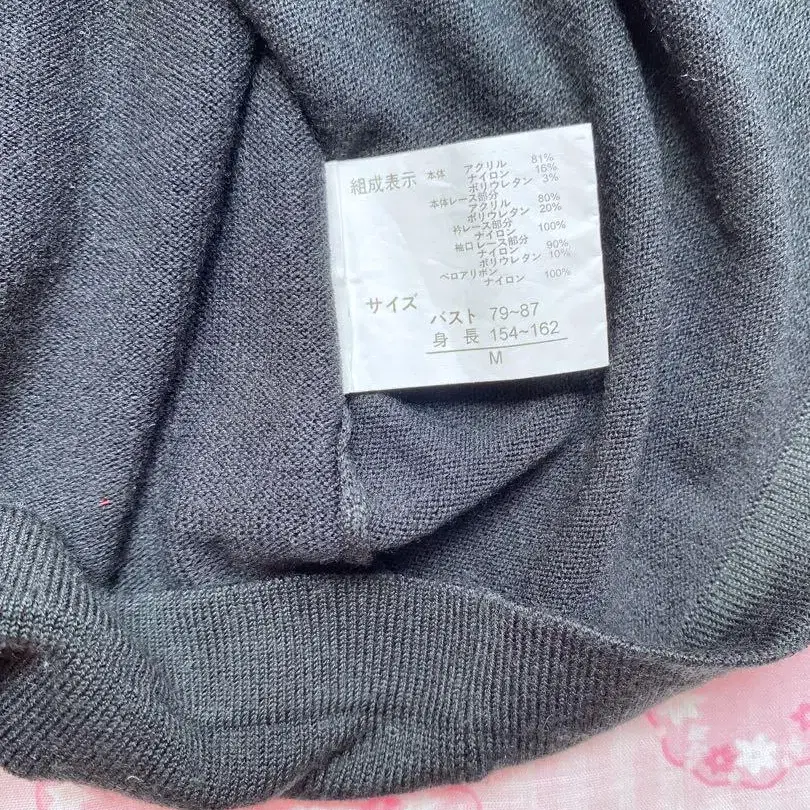 組成表示 本体 アクリル 81%
ナイロン 16%
ポリウレタン 3%
本体レース部分
アクリル 80%
ポリウレタン 20%
衿レース部分
ナイロン 100%
袖口レース部分
ナイロン 90%
ポリウレタン 10%
ベロアリボン
ナイロン 100%
サイズ バスト 79~87
身長 154~162
M